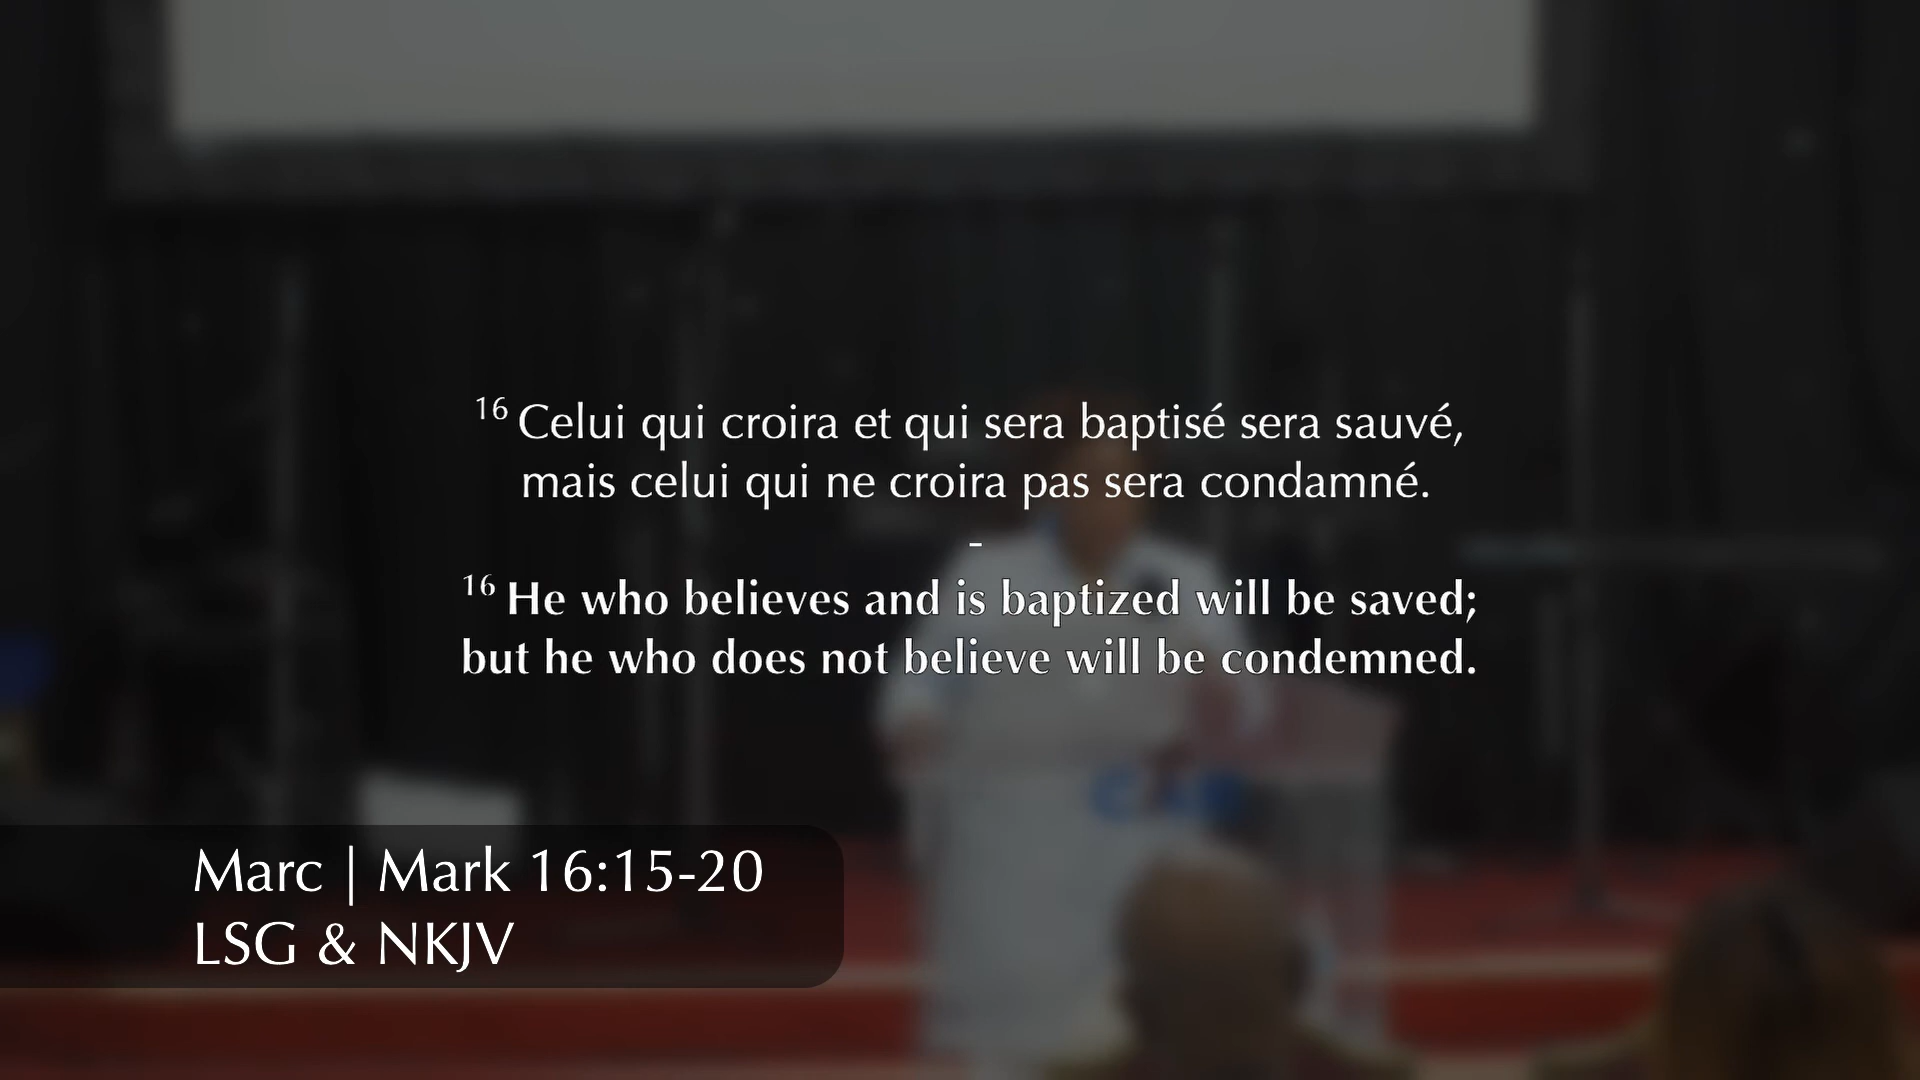 16 Celui qui croira et qui sera baptisé sera sauvé,
mais celui qui ne croira pas sera condamné.
-
16 He who believes and is baptized will be saved;
but he who does not believe will be condemned.
Marc | Mark 16:15-20
LSG & NKJV